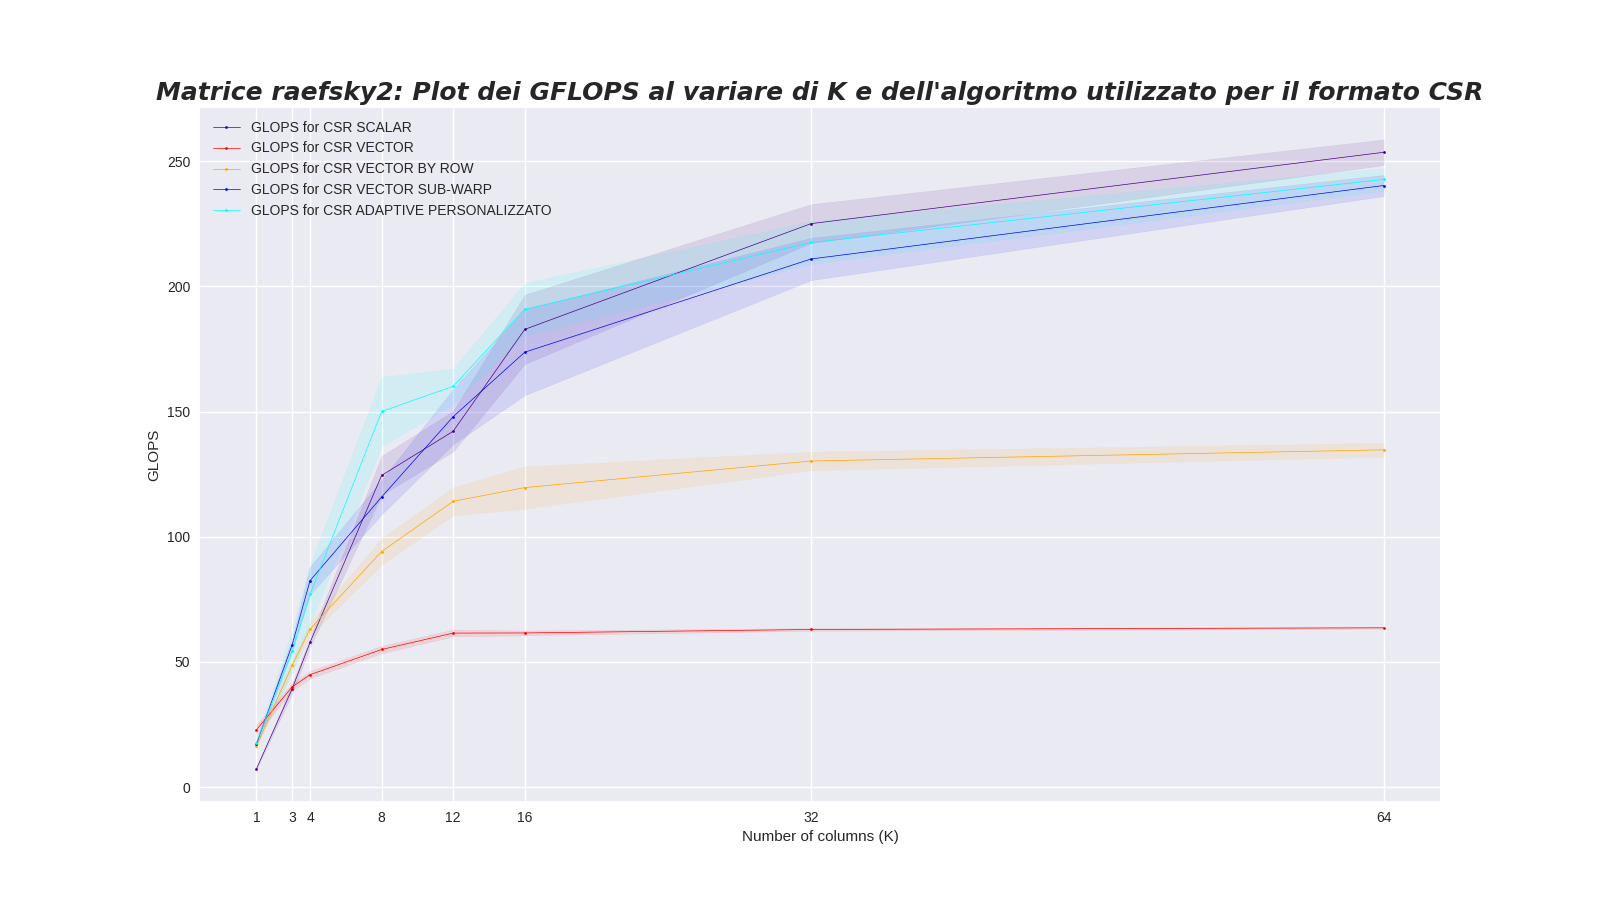 Matrice raefsky2: Plot dei GFLOPS al variare di K e dell'algoritmo utilizzato per il formato CSR
GLOPS for CSR SCALAR
GLOPS for CSR VECTOR
GLOPS for CSR VECTOR BY ROW
GLOPS for CSR VECTOR SUB-WARP
GLOPS for CSR ADAPTIVE PERSONALIZZATO
250
200
150
100
50
0
GLOPS
1 3 4 8 12 16 32 64
Number of columns (K)